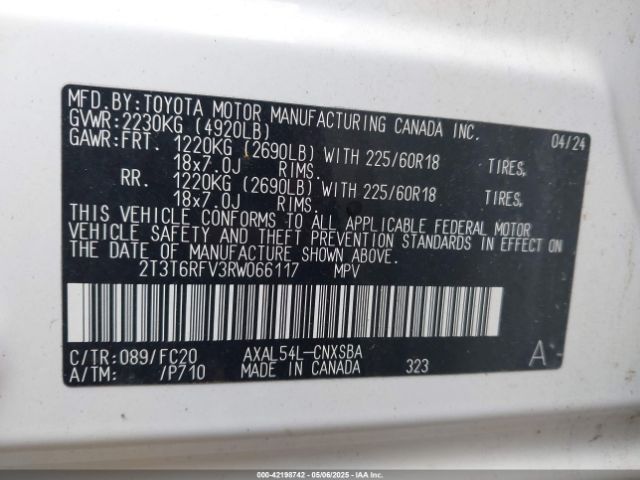 MFD.BY:TOYOTA MOTOR MANUFACTURING CANADA INC.
GVWR:2230KG (4920LB) 04/24
GAWR:FRT. 1220KG (2690LB) WITH 225/60R18 TIRES,
18x7.0J RIMS.
RR. 1220KG (2690LB) WITH 225/60R18 TIRES,
18x7.0J RIMS.
THIS VEHICLE CONFORMS TO ALL APPLICABLE FEDERAL MOTOR
VEHICLE SAFETY AND THEFT PREVENTION STANDARDS IN EFFECT ON
THE DATE OF MANUFACTURE SHOWN ABOVE.
2T3T6RFV3RW066117 MPV
C/TR:089/FC20 AXAL54L-CNXSBA A
A/TM: /P710 MADE IN CANADA 323
000-42198742 - 05/06/2025 - IAAI.COM